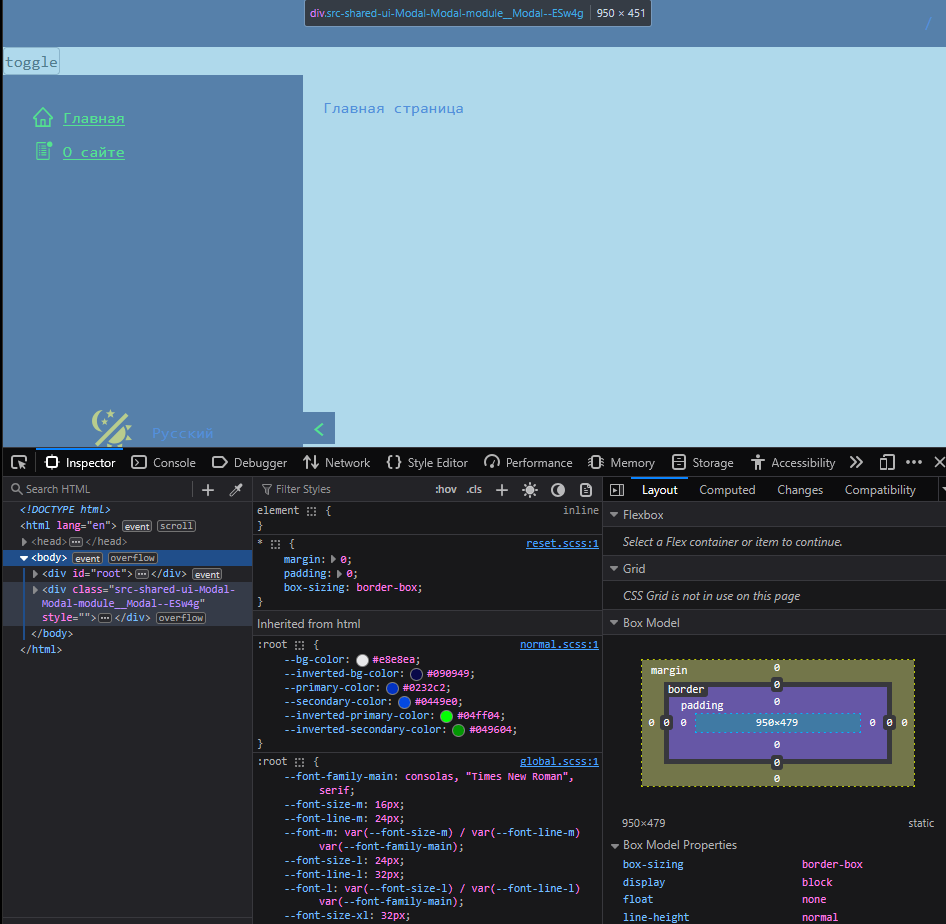 div.src-shared-ui-Modal-Modal-module__Modal--ESw4g 950 × 451
/
toggle
Главная страница
Главная
О сайте
Русский
Inspector Console Debugger Network Style Editor Performance Memory Storage Accessibility
Search HTML
<!DOCTYPE html>
<html lang="en"> event scroll
<head> </head>
<body> event overflow
<div id="root"> </div> event
<div class="src-shared-ui-Modal-
Modal-module__Modal--ESw4g"
style=""> </div> overflow
</body>
</html>
Filter Styles :hov .cls
element { inline
}
* { reset.scss:1
margin: 0;
padding: 0;
box-sizing: border-box;
}
Inherited from html
:root { normal.scss:1
--bg-color: #e8e8ea;
--inverted-bg-color: #090949;
--primary-color: #0232c2;
--secondary-color: #0449e0;
--inverted-primary-color: #04ff04;
--inverted-secondary-color: #049604;
}
:root { global.scss:1
--font-family-main: consolas, "Times New Roman",
serif;
--font-size-m: 16px;
--font-line-m: 24px;
--font-m: var(--font-size-m) / var(--font-line-m)
var(--font-family-main);
--font-size-l: 24px;
--font-line-l: 32px;
--font-l: var(--font-size-l) / var(--font-line-l)
var(--font-family-main);
--font-size-xl: 32px;
Layout Computed Changes Compatibility
Flexbox
Select a Flex container or item to continue.
Grid
CSS Grid is not in use on this page
Box Model
margin 0
border 0
padding 0
0 0 0 950×479 0 0 0
0
0
0
950×479 static
Box Model Properties
box-sizing border-box
display block
float none
line-height normal